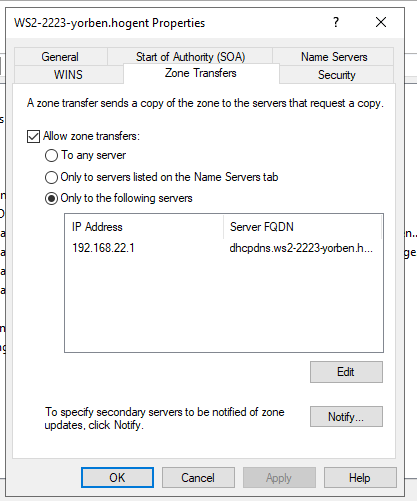 WS2-2223-yorben.hogent Properties
General Start of Authority (SOA) Name Servers
WINS Zone Transfers Security
A zone transfer sends a copy of the zone to the servers that request a copy.
Allow zone transfers:
To any server
Only to servers listed on the Name Servers tab
Only to the following servers
IP Address Server FQDN
192.168.22.1 dhcpdns.ws2-2223-yorben.h...
Edit
To specify secondary servers to be notified of zone
updates, click Notify.
Notify...
OK Cancel Apply Help